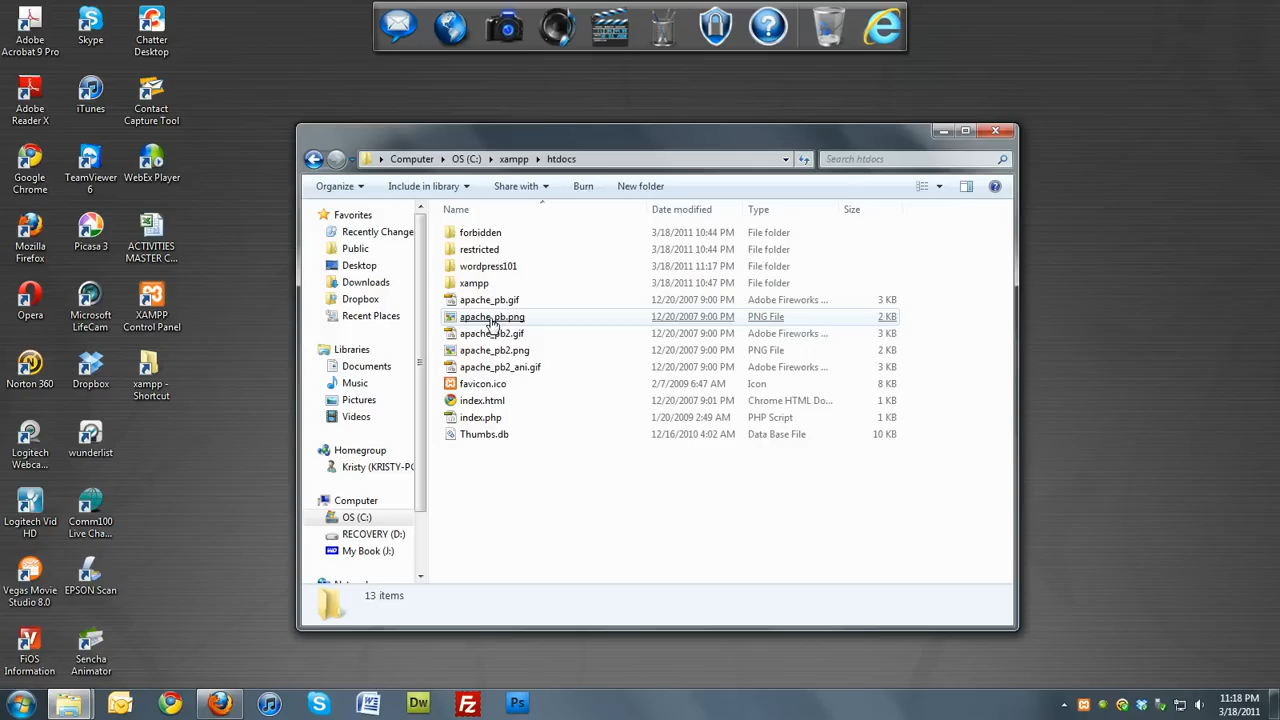 Adobe
Acrobat 9 Pro
Skype
Chatter
Desktop
Adobe
Reader X
iTunes
Contact
Capture Tool
Google
Chrome
TeamViewer
6
WebEx Player
Mozilla
Firefox
Picasa 3
ACTIVITIES
MASTER C...
Opera
Microsoft
LifeCam
XAMPP
Control Panel
Norton 360
Dropbox
xampp -
Shortcut
Logitech
Webca...
wunderlist
Logitech Vid
HD
Comm100
Live Cha...
Vegas Movie
Studio 8.0
EPSON Scan
FiOS
Information
Sencha
Animator
Computer OS (C:) xampp htdocs
Search htdocs
Organize Include in library Share with Burn New folder
Favorites
Recently Change
Public
Desktop
Downloads
Dropbox
Recent Places
Libraries
Documents
Music
Pictures
Videos
Homegroup
Kristy (KRISTY-PC
Computer
OS (C:)
RECOVERY (D:)
My Book (J:)
Name Date modified Type Size
forbidden 3/18/2011 10:44 PM File folder
restricted 3/18/2011 10:44 PM File folder
wordpress101 3/18/2011 11:17 PM File folder
xampp 3/18/2011 10:47 PM File folder
apache_pb.gif 12/20/2007 9:00 PM Adobe Fireworks ... 3 KB
apache_pb.png 12/20/2007 9:00 PM PNG File 2 KB
apache_pb2.gif 12/20/2007 9:00 PM Adobe Fireworks ... 3 KB
apache_pb2.png 12/20/2007 9:00 PM PNG File 2 KB
apache_pb2_ani.gif 12/20/2007 9:00 PM Adobe Fireworks ... 3 KB
favicon.ico 2/7/2009 6:47 AM Icon 8 KB
index.html 12/20/2007 9:01 PM Chrome HTML Do... 1 KB
index.php 1/20/2009 2:49 AM PHP Script 1 KB
Thumbs.db 12/16/2010 4:02 AM Data Base File 10 KB
13 items
Dw
Fz
Ps
11:18 PM
3/18/2011